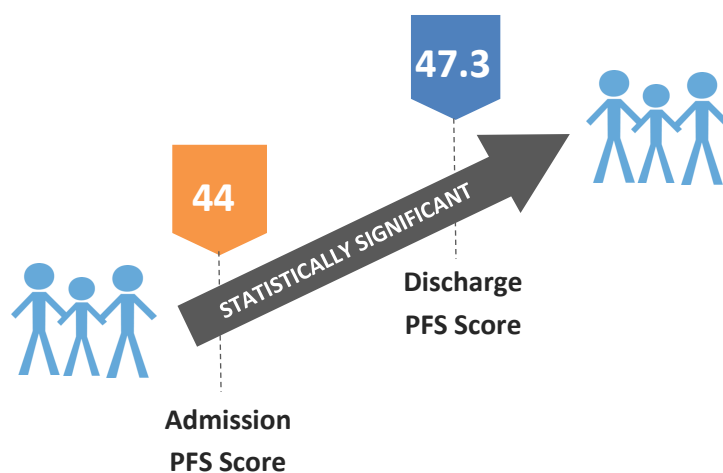 47.3
44
STATISTICALLY SIGNIFICANT
Discharge
PFS Score
Admission
PFS Score